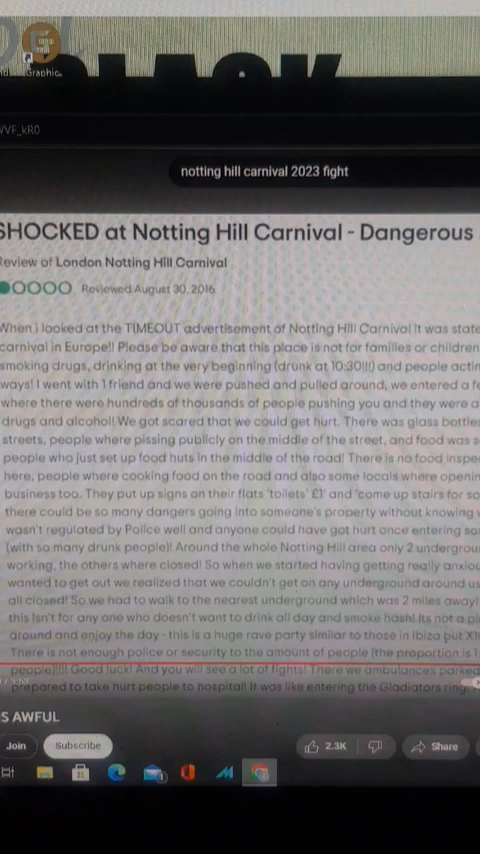 Graphic
BLACK
VVF_kR0
notting hill carnival 2023 fight
SHOCKED at Notting Hill Carnival - Dangerous
Review of London Notting Hill Carnival
Reviewed August 30, 2016
When i looked at the TIMEOUT advertisement of Notting Hill Carnival it was state
carnival in Europe!! Please be aware that this place is not for families or children
smoking drugs, drinking at the very beginning (drunk at 10:30!!!) and people actin
ways! I went with 1 friend and we were pushed and pulled around, we entered a fe
where there were hundreds of thousands of people pushing you and they were a
drugs and alcohol! We got scared that we could get hurt. There was glass bottle
streets, people where pissing publicly on the middle of the street, and food was s
people who just set up food huts in the middle of the road! There is no food inspe
here, people where cooking food on the road and also some locals where openin
business too. They put up signs on their flats 'toilets' £1' and 'come up stairs for so
there could be so many dangers going into someone's property without knowing
wasn't regulated by Police well and anyone could have got hurt once entering so
(with so many drunk people)! Around the whole Notting Hill area only 2 undergrou
working, the others where closed! So when we started having getting really anxiou
wanted to get out we realized that we couldn't get on any underground around us
all closed! So we had to walk to the nearest underground which was 2 miles away!
this isn't for any one who doesn't want to drink all day and smoke hash!.Its not a pl
around and enjoy the day - this is a huge rave party similar to those in Ibiza put X1
There is not enough police or security to the amount of people (the proportion is 1
people)!!!! Good luck! And you will see a lot of fights! There we ambulances parked
prepared to take hurt people to hospital! It was like entering the Gladiators ring.
S AWFUL
Join
Subscribe
2.3K
Share